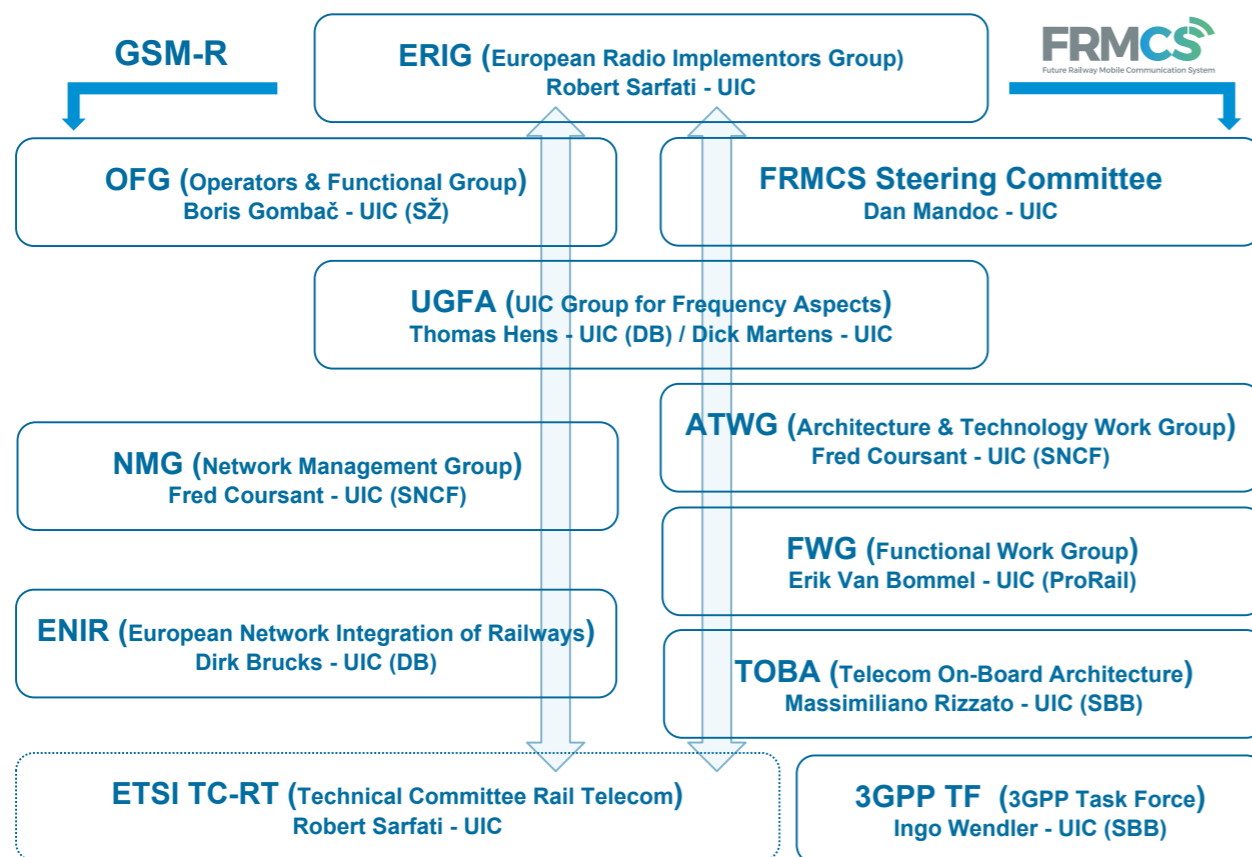 GSM-R
ERIG (European Radio Implementors Group)
Robert Sarfati - UIC
FRMCS
Future Railway Mobile Communication System
OFG (Operators & Functional Group)
Boris Gombač - UIC (SŽ)
FRMCS Steering Committee
Dan Mandoc - UIC
UGFA (UIC Group for Frequency Aspects)
Thomas Hens - UIC (DB) / Dick Martens - UIC
NMG (Network Management Group)
Fred Coursant - UIC (SNCF)
ATWG (Architecture & Technology Work Group)
Fred Coursant - UIC (SNCF)
FWG (Functional Work Group)
Erik Van Bommel - UIC (ProRail)
ENIR (European Network Integration of Railways)
Dirk Brucks - UIC (DB)
TOBA (Telecom On-Board Architecture)
Massimiliano Rizzato - UIC (SBB)
ETSI TC-RT (Technical Committee Rail Telecom)
Robert Sarfati - UIC
3GPP TF (3GPP Task Force)
Ingo Wendler - UIC (SBB)